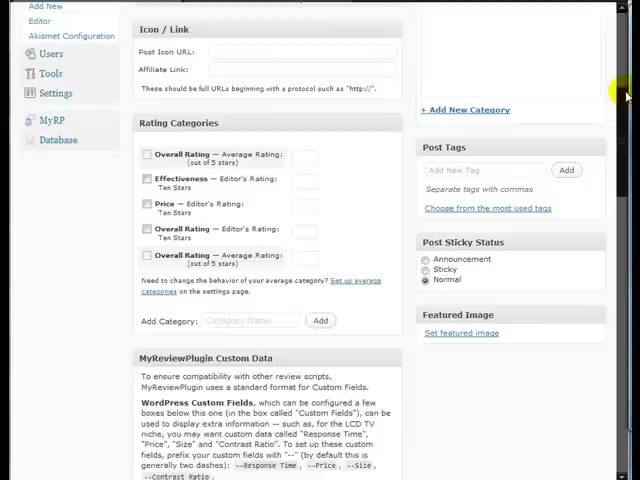 Add New
Editor
Akismet Configuration
Users
Tools
Settings
MyRP
Database
Icon / Link
Post Icon URL:
Affiliate Link:
These should be full URLs beginning with a protocol such as "http://".
Rating Categories
Overall Rating — Average Rating:
(out of 5 stars)
Effectiveness — Editor's Rating:
Ten Stars
Price — Editor's Rating:
Ten Stars
Overall Rating — Editor's Rating:
Ten Stars
Overall Rating — Average Rating:
(out of 5 stars)
Need to change the behavior of your average category? Set up average
categories on the settings page.
Add Category: Category Name Add
MyReviewPlugin Custom Data
To ensure compatibility with other review scripts,
MyReviewPlugin uses a standard format for Custom Fields.
WordPress Custom Fields, which can be configured a few
boxes below this one (in the box called "Custom Fields"), can be
used to display extra information — such as, for the LCD TV
niche, you may want custom data called "Response Time",
"Price", "Size" and "Contrast Ratio". To set up these custom
fields, prefix your custom fields with "--" (by default this is
generally two dashes): --Response Time, --Price, --Size,
--Contrast Ratio.
+ Add New Category
Post Tags
Add New Tag Add
Separate tags with commas
Choose from the most used tags
Post Sticky Status
Announcement
Sticky
Normal
Featured Image
Set featured image